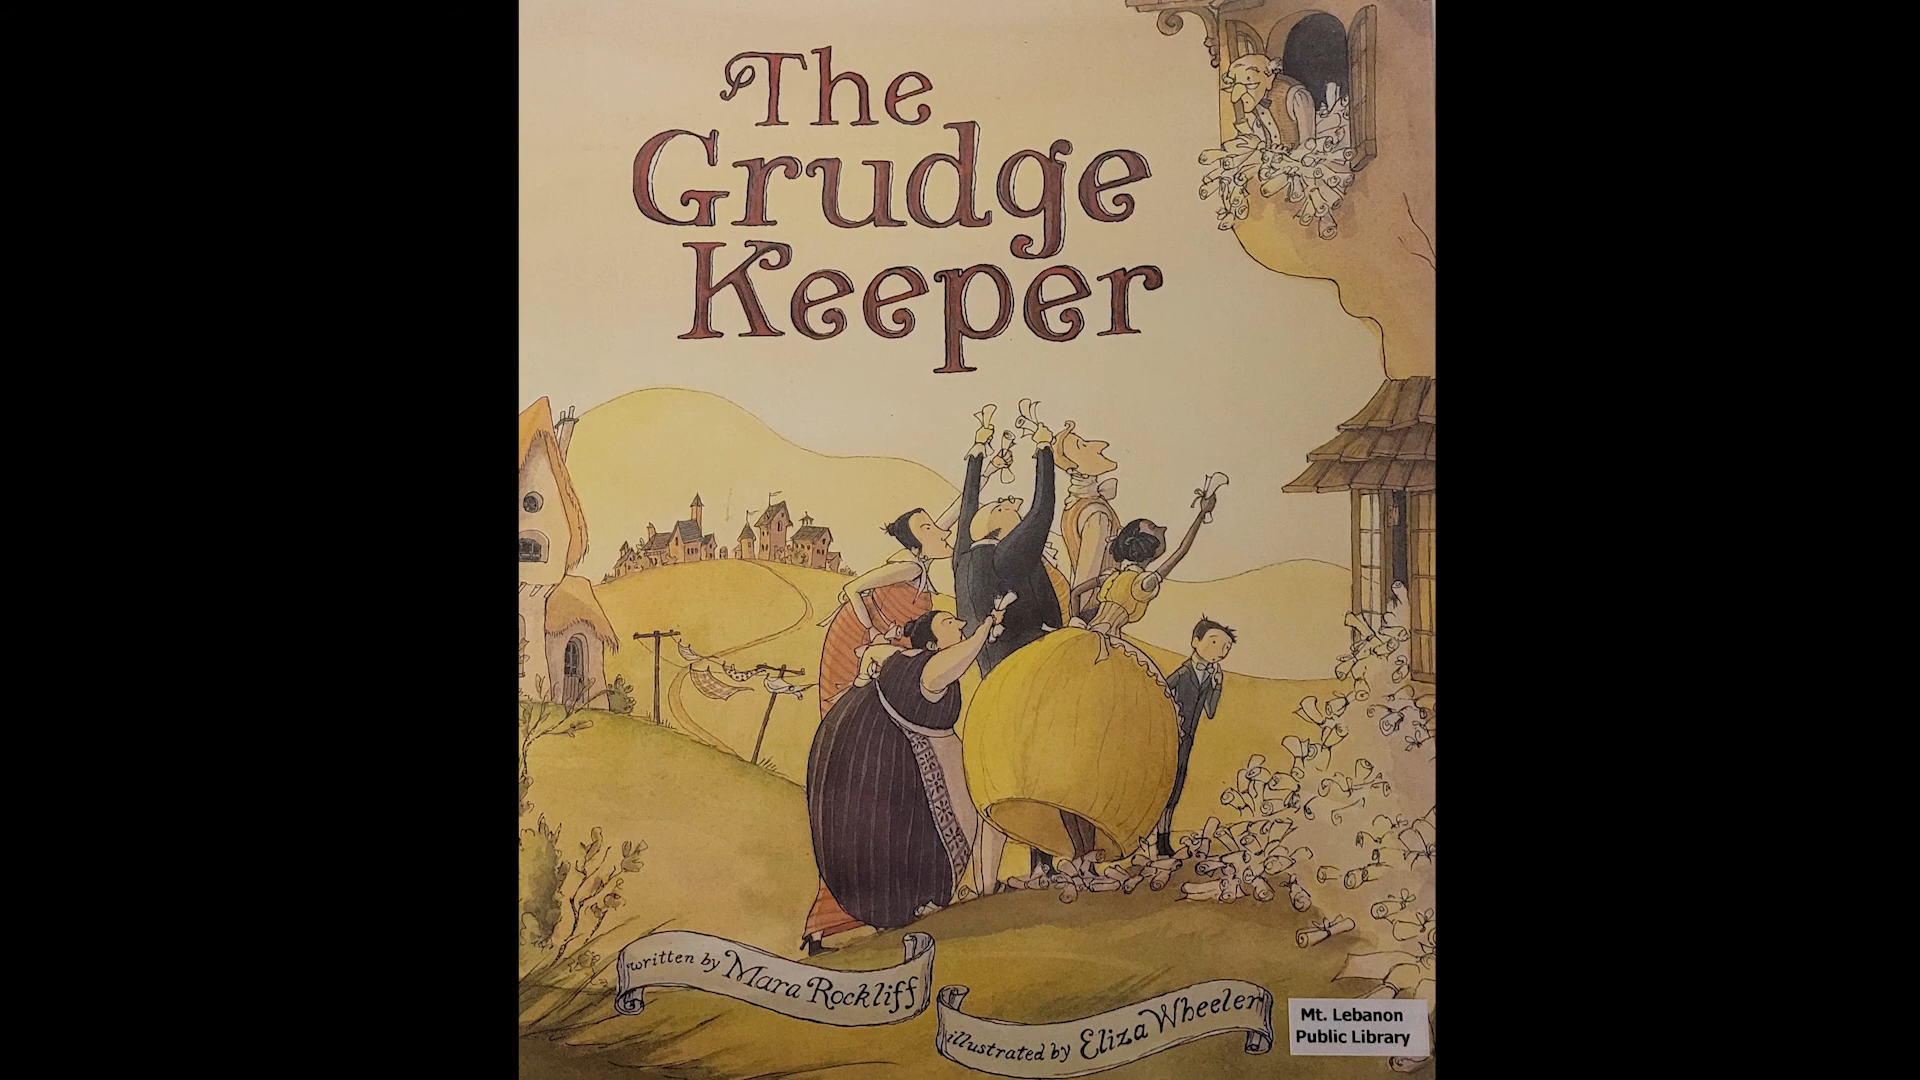 The
Grudge
Keeper
written by Mara Rockliff
illustrated by Eliza Wheeler
Mt. Lebanon
Public Library